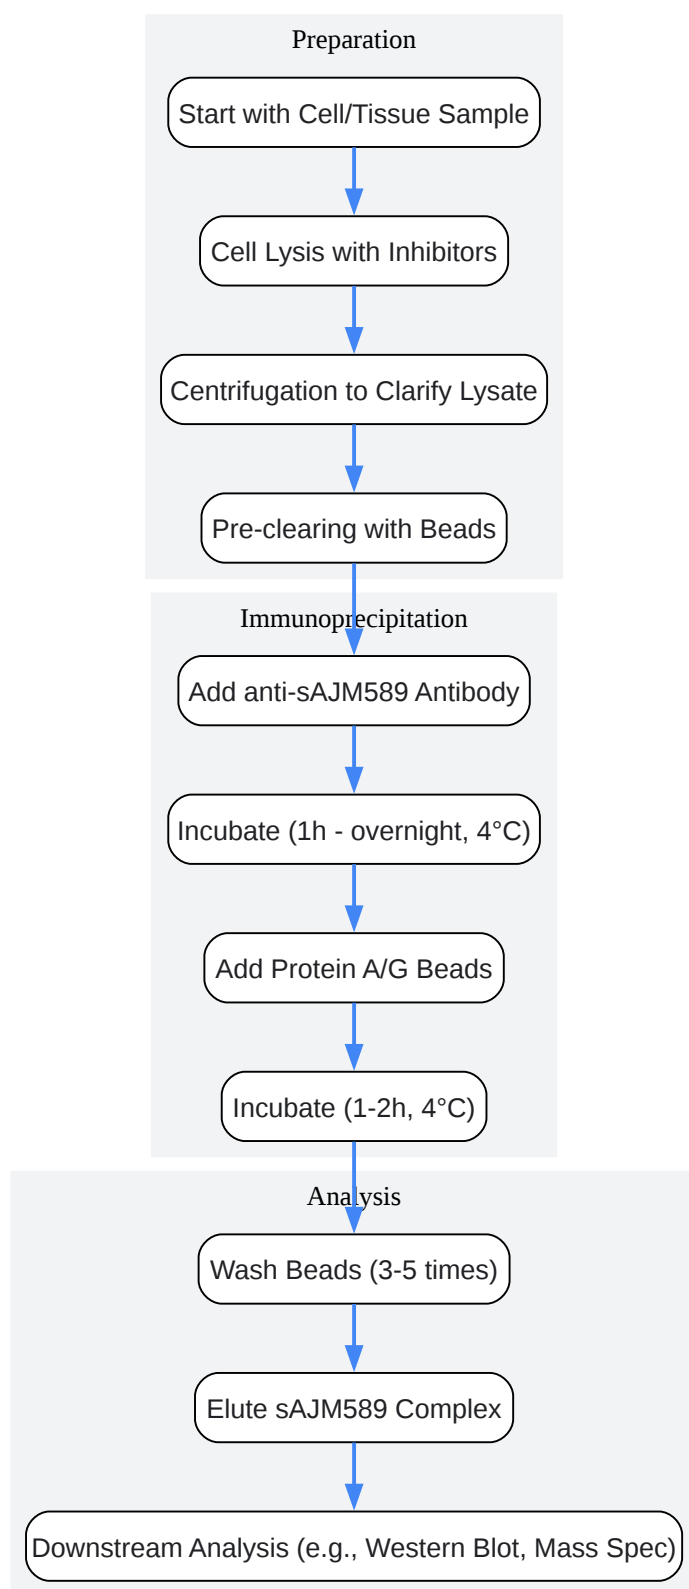 Preparation
Start with Cell/Tissue Sample
Cell Lysis with Inhibitors
Centrifugation to Clarify Lysate
Pre-clearing with Beads
Immunoprecipitation
Add anti-sAJM589 Antibody
Incubate (1h - overnight, 4°C)
Add Protein A/G Beads
Incubate (1-2h, 4°C)
Analysis
Wash Beads (3-5 times)
Elute sAJM589 Complex
Downstream Analysis (e.g., Western Blot, Mass Spec)